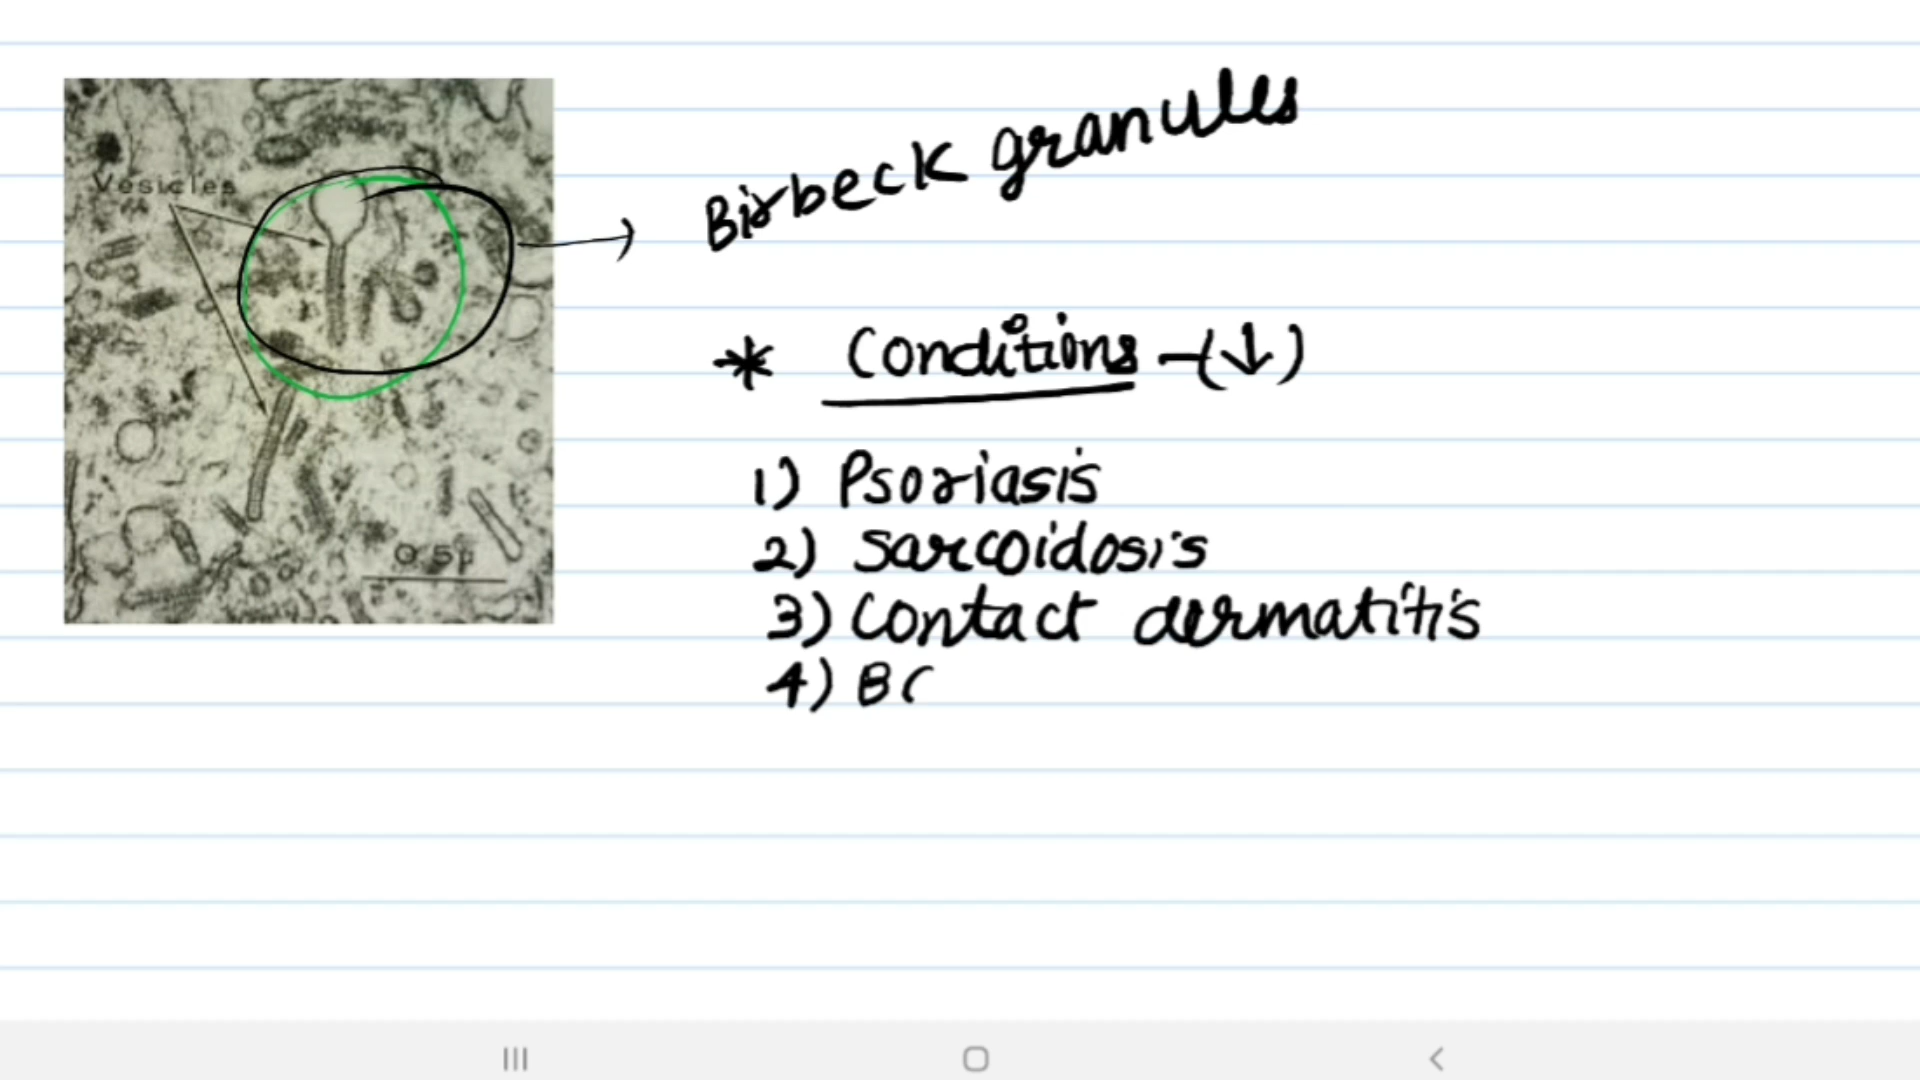 Vesicles
0.5µ
Birbeck granules
* Conditions - (↓)
1) Psoriasis
2) Sarcoidosis
3) Contact dermatitis
4) BC